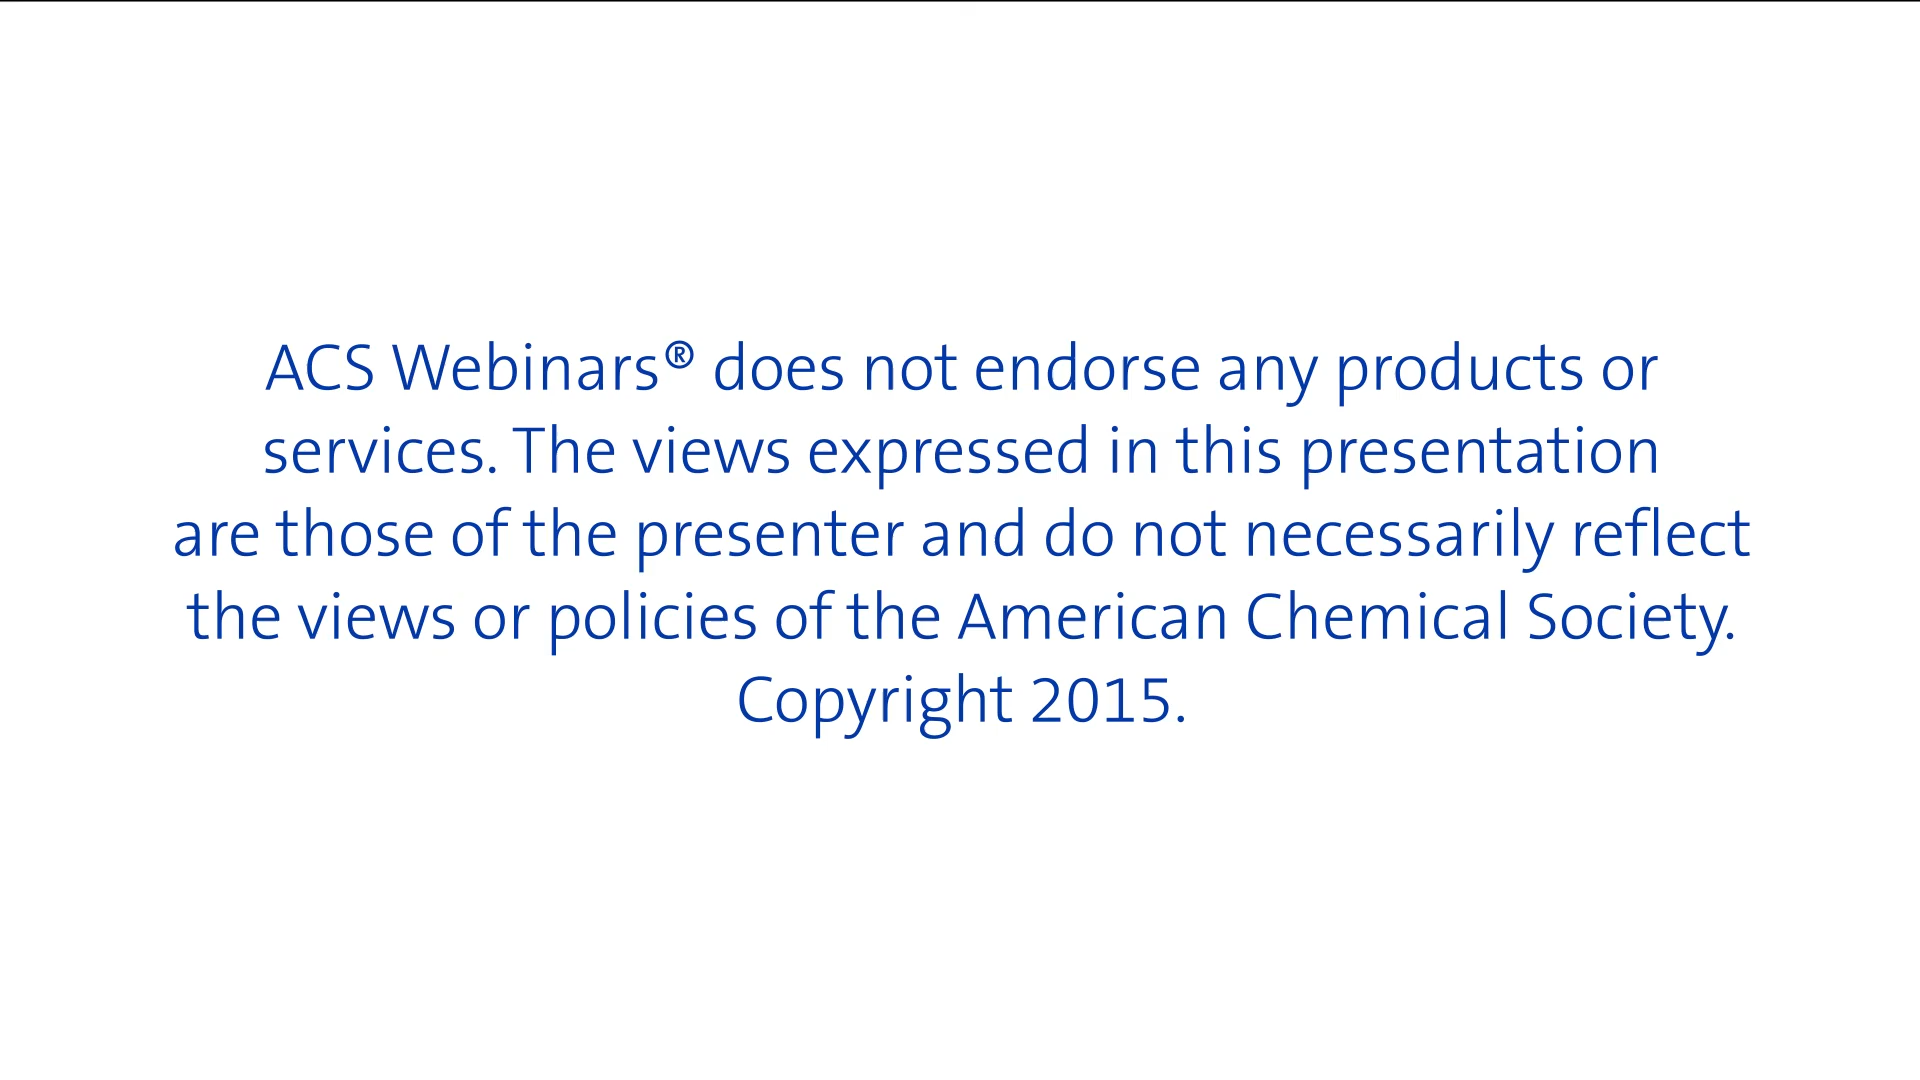 ACS Webinars® does not endorse any products or
services. The views expressed in this presentation
are those of the presenter and do not necessarily reflect
the views or policies of the American Chemical Society.
Copyright 2015.